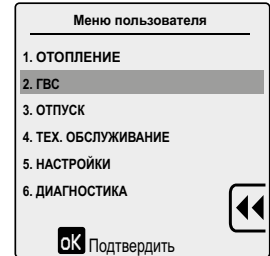 Меню пользователя
1. ОТОПЛЕНИЕ
2. ГВС
3. ОТПУСК
4. ТЕХ. ОБСЛУЖИВАНИЕ
5. НАСТРОЙКИ
6. ДИАГНОСТИКА
oK Подтвердить